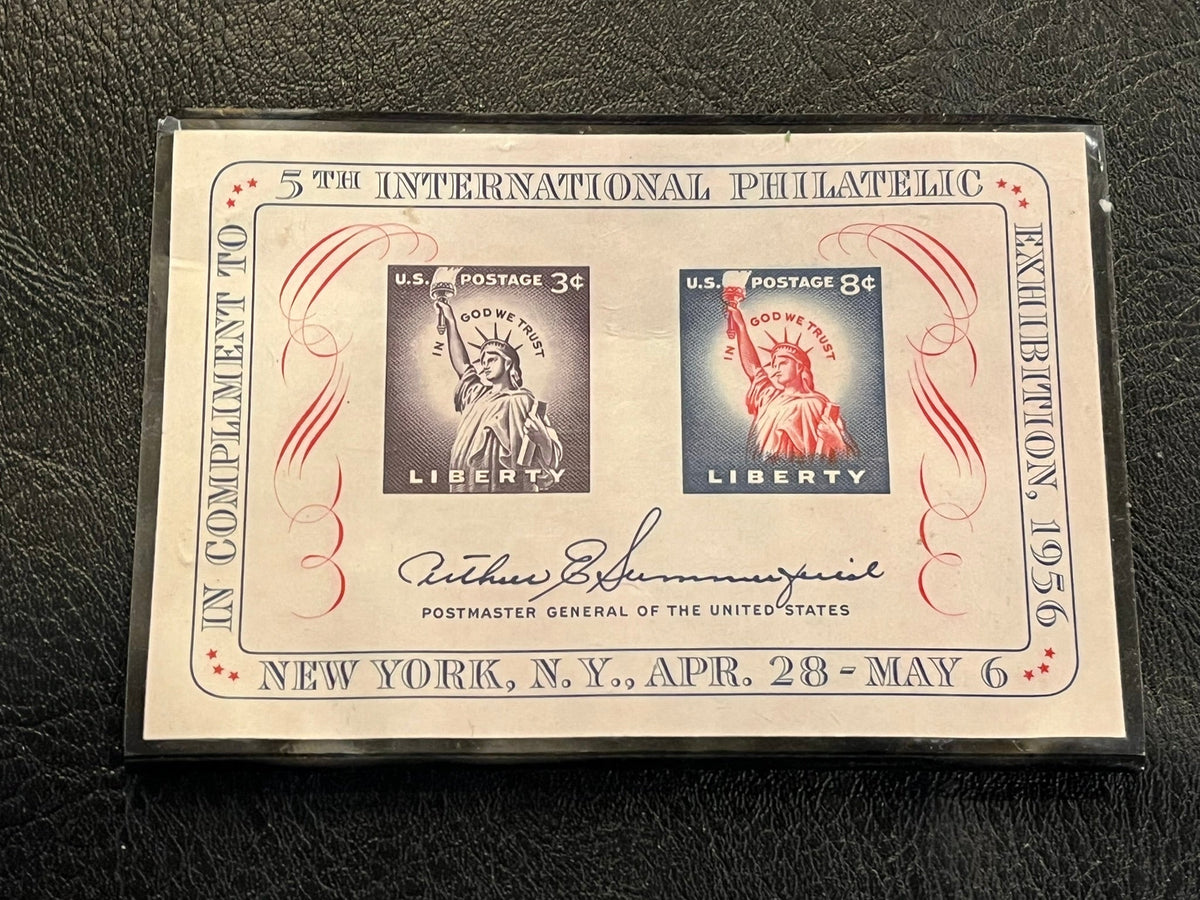 5TH INTERNATIONAL PHILATELIC
EXHIBITION, 1956
NEW YORK, N.Y., APR. 28 - MAY 6
IN COMPLIMENT TO
U.S. POSTAGE 3¢
IN GOD WE TRUST
LIBERTY
U.S. POSTAGE 8¢
IN GOD WE TRUST
LIBERTY
Arthur E Summerfield
POSTMASTER GENERAL OF THE UNITED STATES